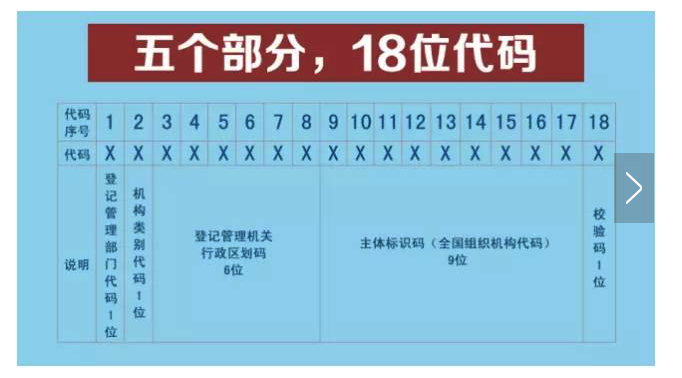 五个部分，18位代码
代码序号 1 2 3 4 5 6 7 8 9 10 11 12 13 14 15 16 17 18
代码 X X X X X X X X X X X X X X X X X X
说明
登记管理部门代码1位
机构类别代码1位
登记管理机关
行政区划码
6位
主体标识码（全国组织机构代码）
9位
校验码1位